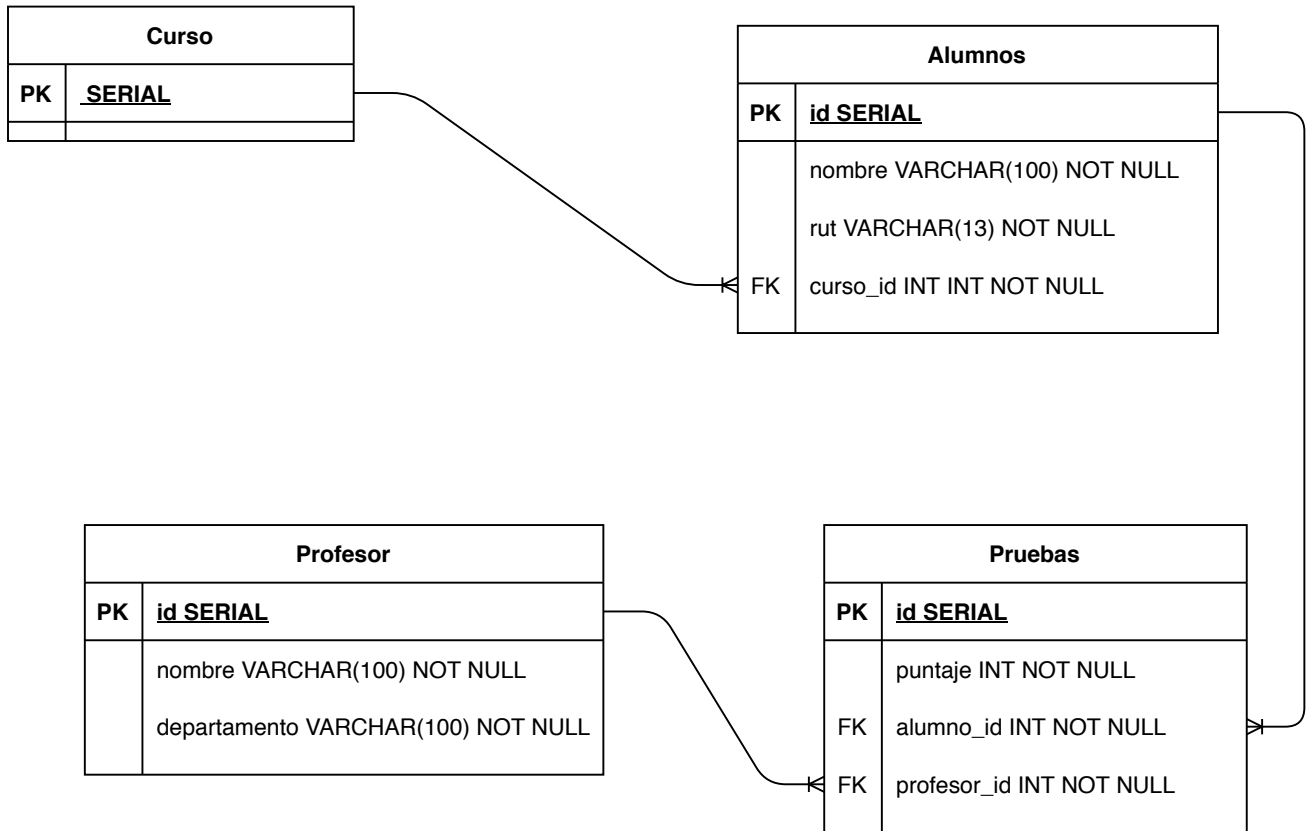 Curso
PK SERIAL
Alumnos
PK id SERIAL
nombre VARCHAR(100) NOT NULL
rut VARCHAR(13) NOT NULL
FK curso_id INT INT NOT NULL
Profesor
PK id SERIAL
nombre VARCHAR(100) NOT NULL
departamento VARCHAR(100) NOT NULL
Pruebas
PK id SERIAL
puntaje INT NOT NULL
FK alumno_id INT NOT NULL
FK profesor_id INT NOT NULL